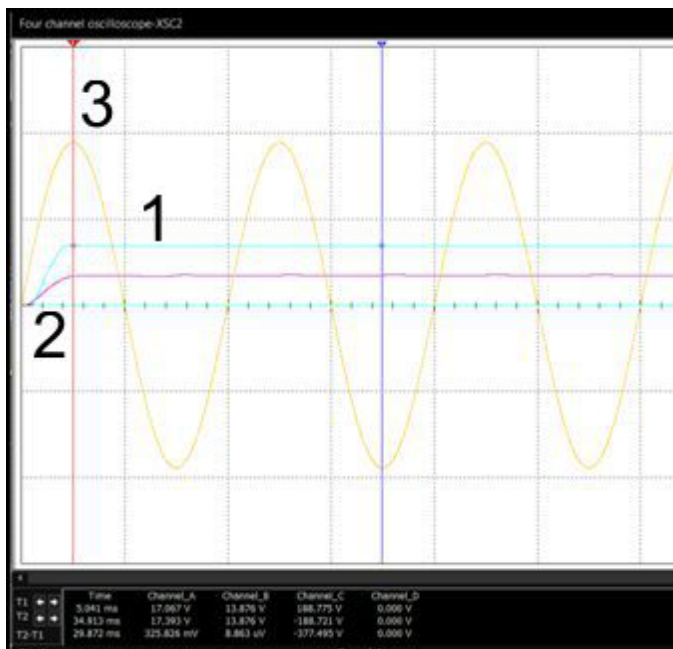 Four channel oscilloscope-XSC2
3
1
2
Time Channel_A Channel_B Channel_C Channel_D
T1 5.041 ms 17.067 V 13.876 V 188.775 V 0.000 V
T2 34.913 ms 17.393 V 13.876 V -188.721 V 0.000 V
T2-T1 29.872 ms 325.826 mV 8.863 uV -377.495 V 0.000 V